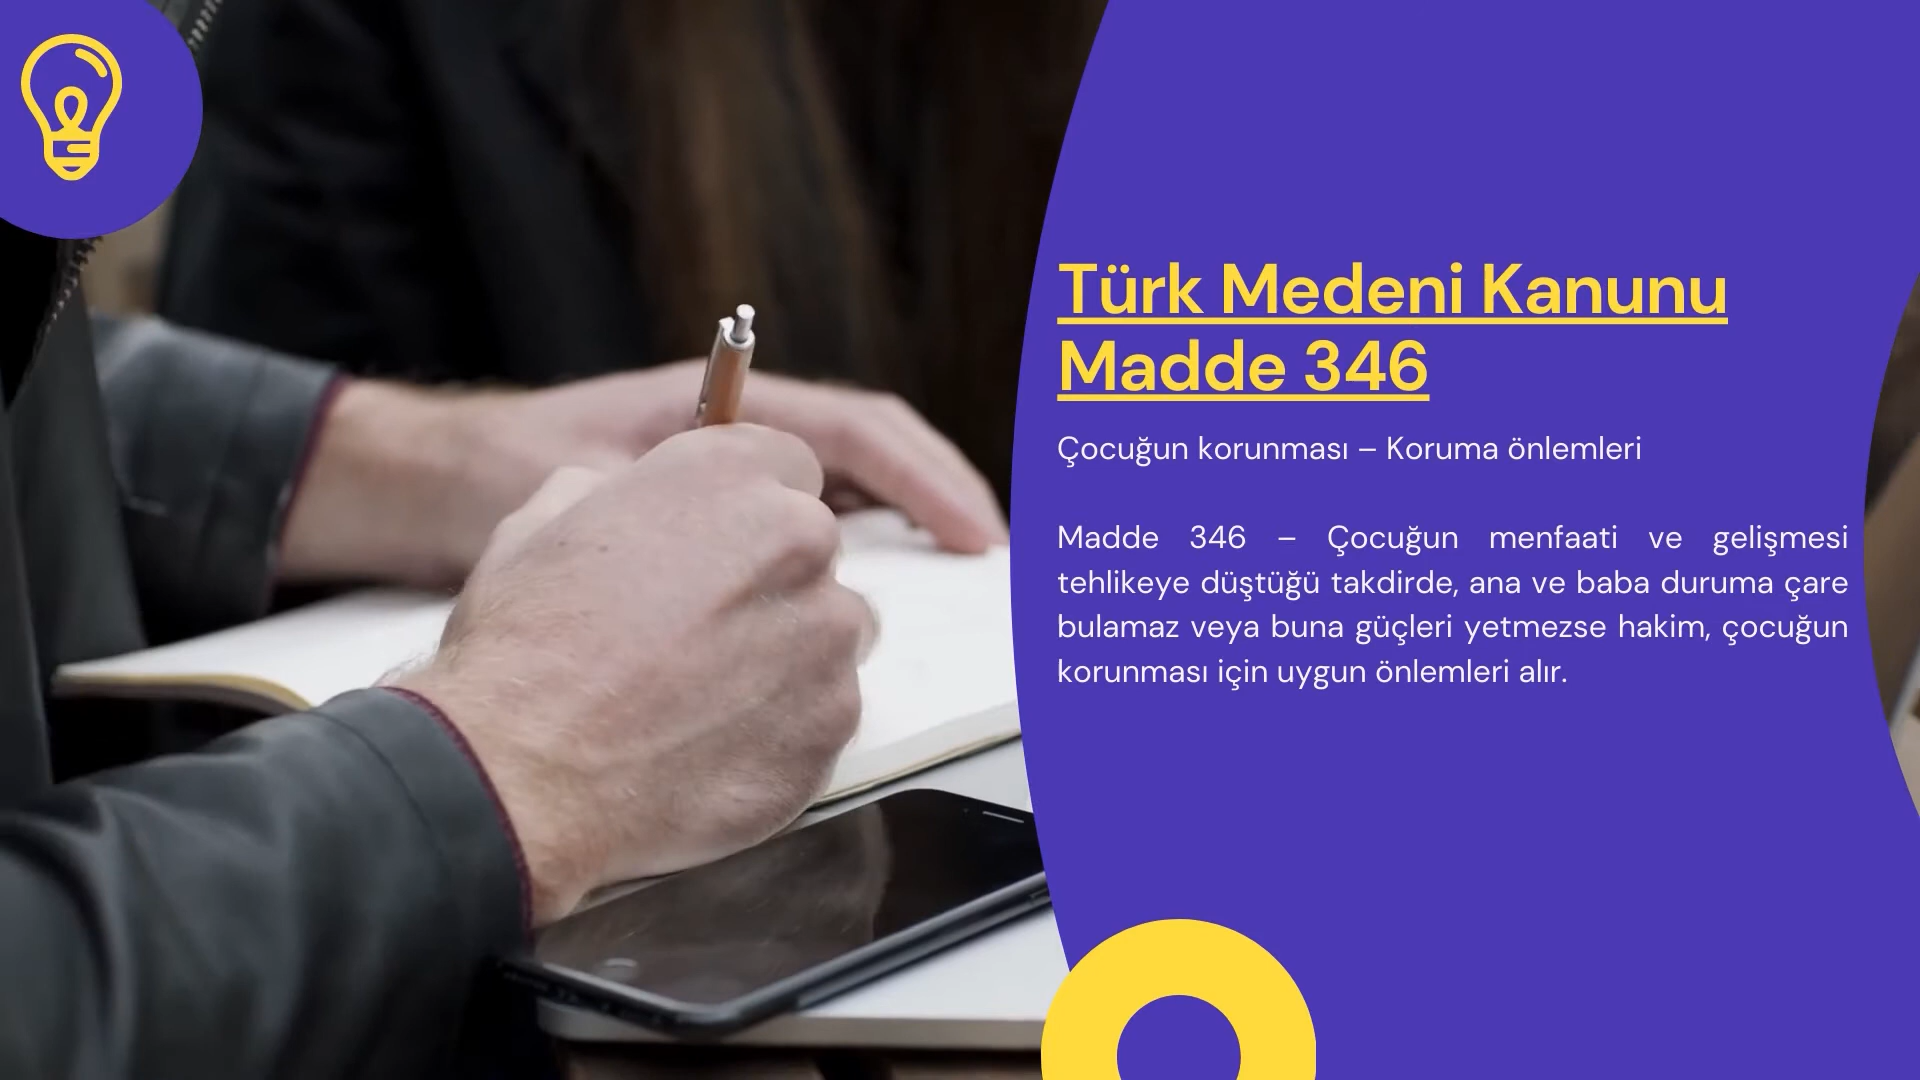 Türk Medeni Kanunu
Madde 346
Çocuğun korunması – Koruma önlemleri
Madde 346 – Çocuğun menfaati ve gelişmesi
tehlikeye düştüğü takdirde, ana ve baba duruma çare
bulamaz veya buna güçleri yetmezse hakim, çocuğun
korunması için uygun önlemleri alır.